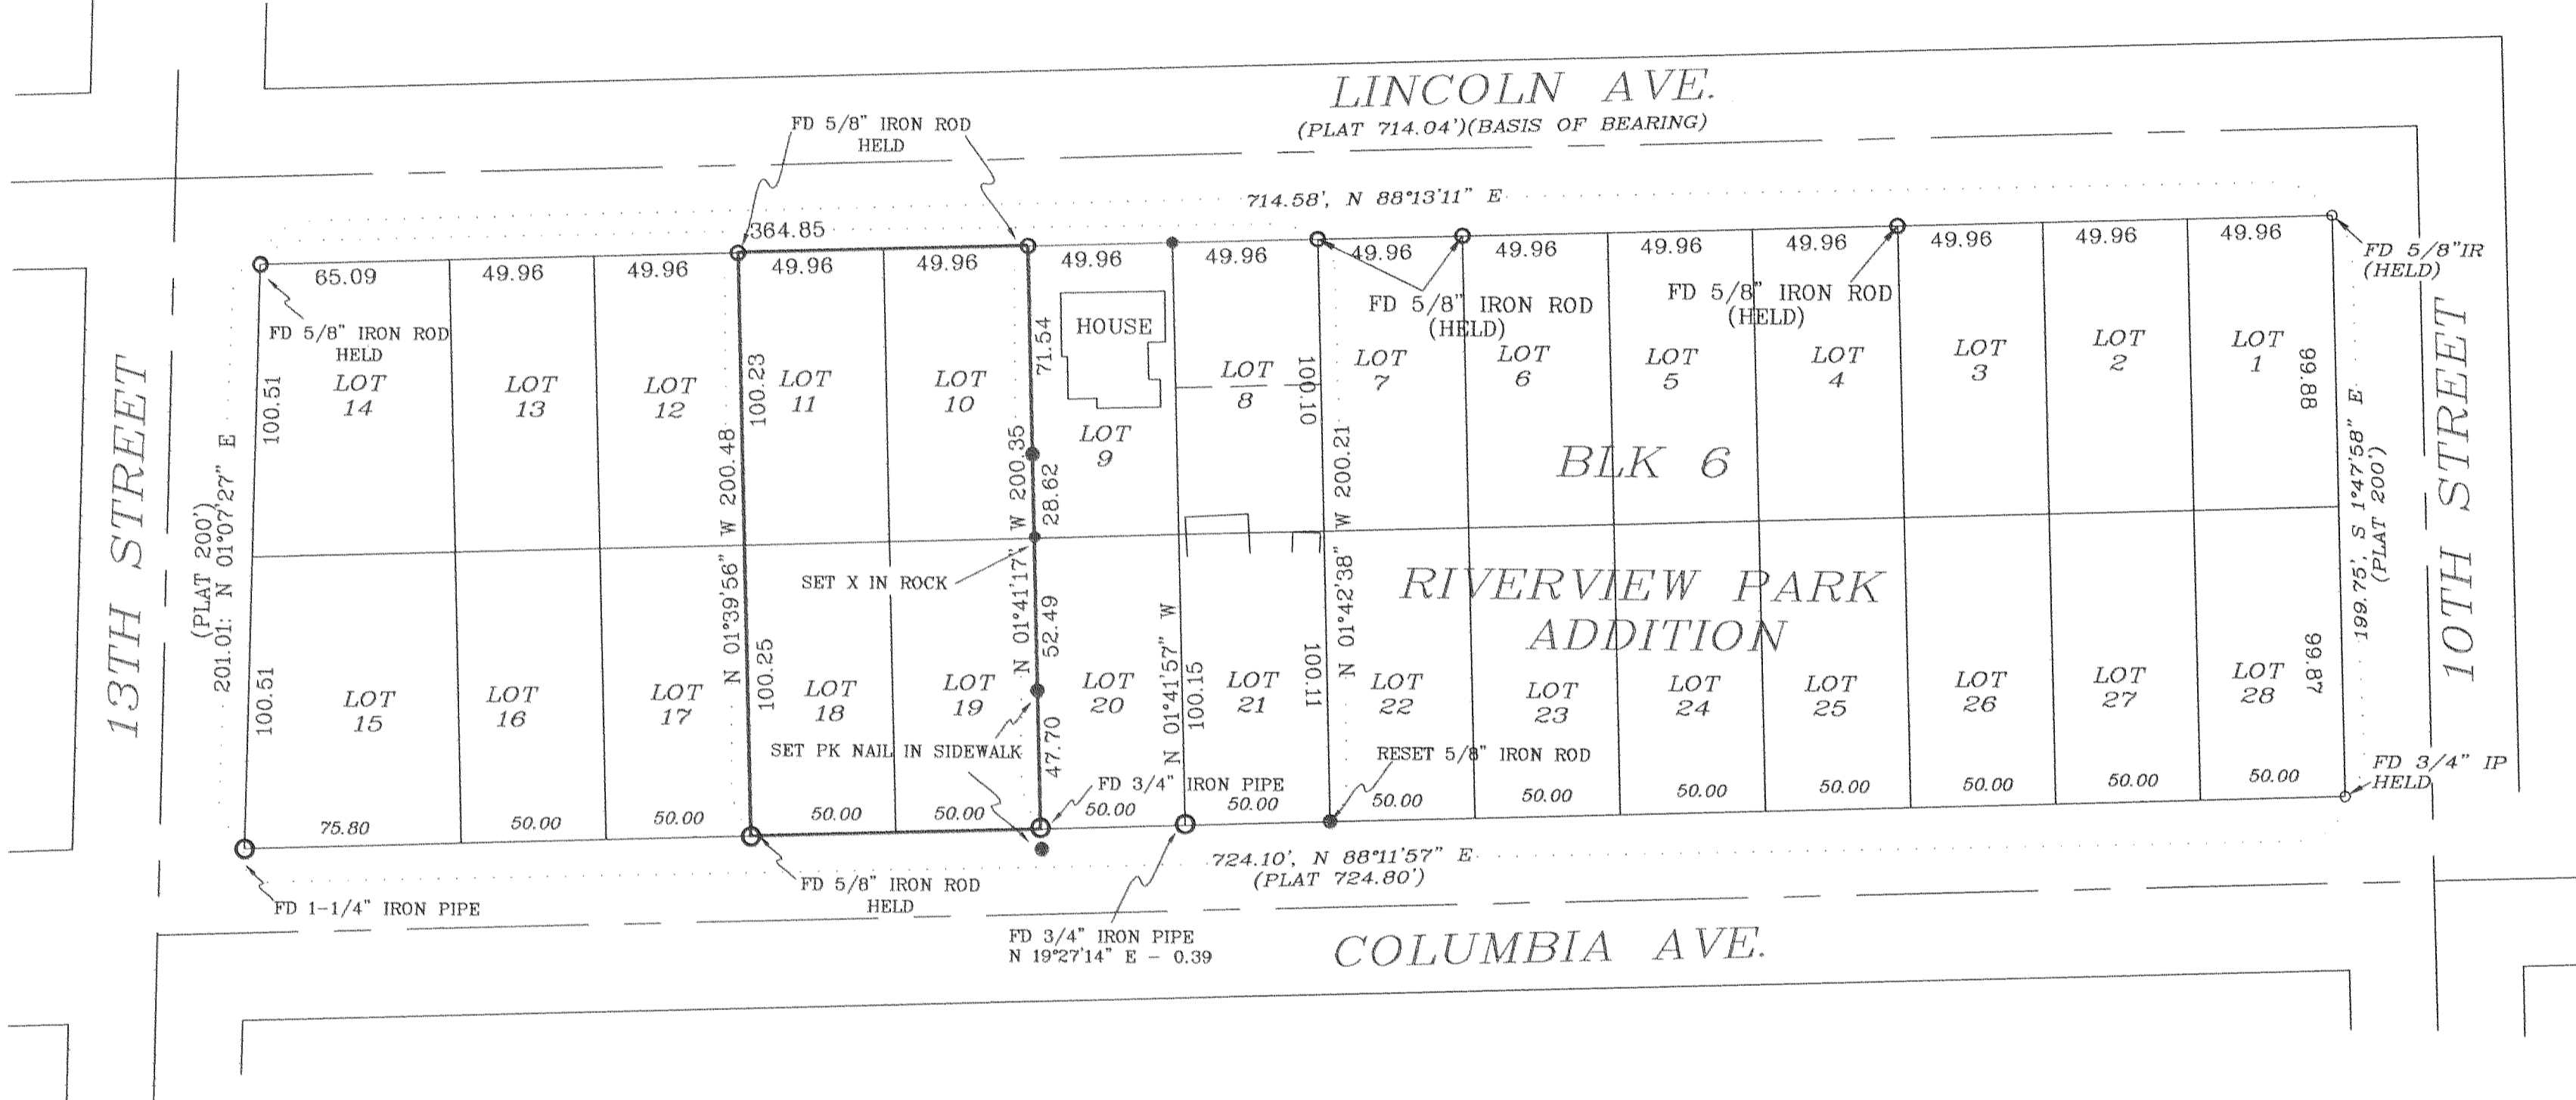 LINCOLN AVE.
(PLAT 714.04')(BASIS OF BEARING)
FD 5/8" IRON ROD
HELD
714.58', N 88°13'11" E
364.85
65.09
49.96
49.96
49.96
49.96
49.96
49.96
49.96
49.96
49.96
49.96
49.96
49.96
49.96
FD 5/8"IR
(HELD)
FD 5/8" IRON ROD
HELD
FD 5/8" IRON ROD
(HELD)
FD 5/8" IRON ROD
(HELD)
HOUSE
LOT
14
LOT
13
LOT
12
LOT
11
LOT
10
LOT
9
LOT
8
LOT
7
LOT
6
LOT
5
LOT
4
LOT
3
LOT
2
LOT
1
13TH STREET
(PLAT 200')
201.01: N 01°07'27" E
100.51
100.51
N 01°39'56" W 200.48
100.23
100.25
N 01°41'17" W 200.35
71.54
28.62
52.49
47.70
N 01°41'57" W
100.15
100.10
100.11
N 01°42'38" W 200.21
99.88
99.87
199.75', S 1°47'58" E
(PLAT 200')
10TH STREET
BLK 6
RIVERVIEW PARK
ADDITION
SET X IN ROCK
LOT
15
LOT
16
LOT
17
LOT
18
LOT
19
LOT
20
LOT
21
LOT
22
LOT
23
LOT
24
LOT
25
LOT
26
LOT
27
LOT
28
SET PK NAIL IN SIDEWALK
FD 3/4" IRON PIPE
RESET 5/8" IRON ROD
FD 3/4" IP
HELD
75.80
50.00
50.00
50.00
50.00
50.00
50.00
50.00
50.00
50.00
50.00
50.00
50.00
50.00
724.10', N 88°11'57" E
(PLAT 724.80')
FD 1-1/4" IRON PIPE
FD 5/8" IRON ROD
HELD
FD 3/4" IRON PIPE
N 19°27'14" E - 0.39
COLUMBIA AVE.